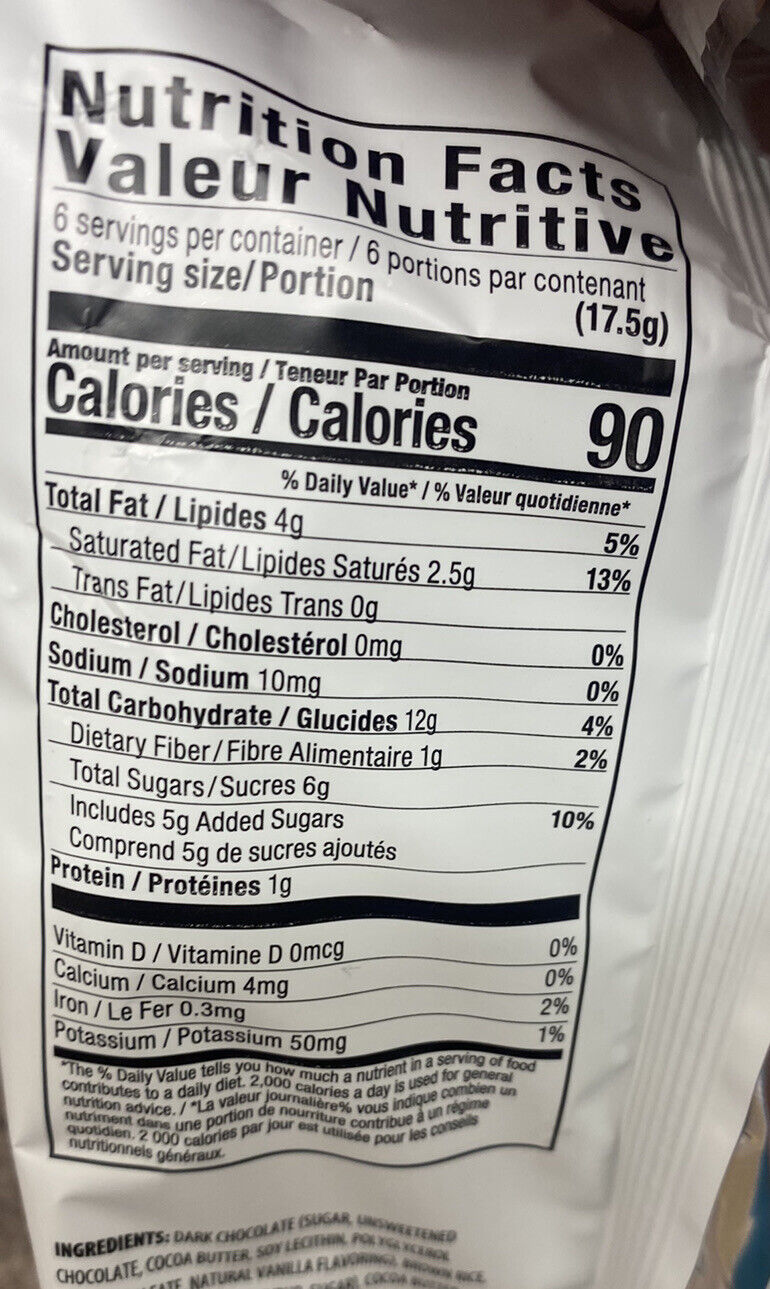 Nutrition Facts
Valeur Nutritive
6 servings per container / 6 portions par contenant
Serving size/Portion (17.5g)
Amount per serving / Teneur Par Portion
Calories / Calories 90
% Daily Value* / % Valeur quotidienne*
Total Fat / Lipides 4g 5%
Saturated Fat/Lipides Saturés 2.5g 13%
Trans Fat/Lipides Trans 0g
Cholesterol / Cholestérol 0mg 0%
Sodium / Sodium 10mg 0%
Total Carbohydrate / Glucides 12g 4%
Dietary Fiber/Fibre Alimentaire 1g 2%
Total Sugars/Sucres 6g
Includes 5g Added Sugars 10%
Comprend 5g de sucres ajoutés
Protein / Protéines 1g
Vitamin D / Vitamine D 0mcg 0%
Calcium / Calcium 4mg 0%
Iron / Le Fer 0.3mg 2%
Potassium / Potassium 50mg 1%
*The % Daily Value tells you how much a nutrient in a serving of food
contributes to a daily diet. 2,000 calories a day is used for general
nutrition advice. / *La valeur journalière% vous indique combien un
nutriment dans une portion de nourriture contribue à un régime
quotidien. 2 000 calories par jour est utilisée pour les conseils
nutritionnels généraux.
INGREDIENTS: DARK CHOCOLATE (SUGAR, UNSWEETENED
CHOCOLATE, COCOA BUTTER, SOY LECITHIN,
NATURAL VANILLA